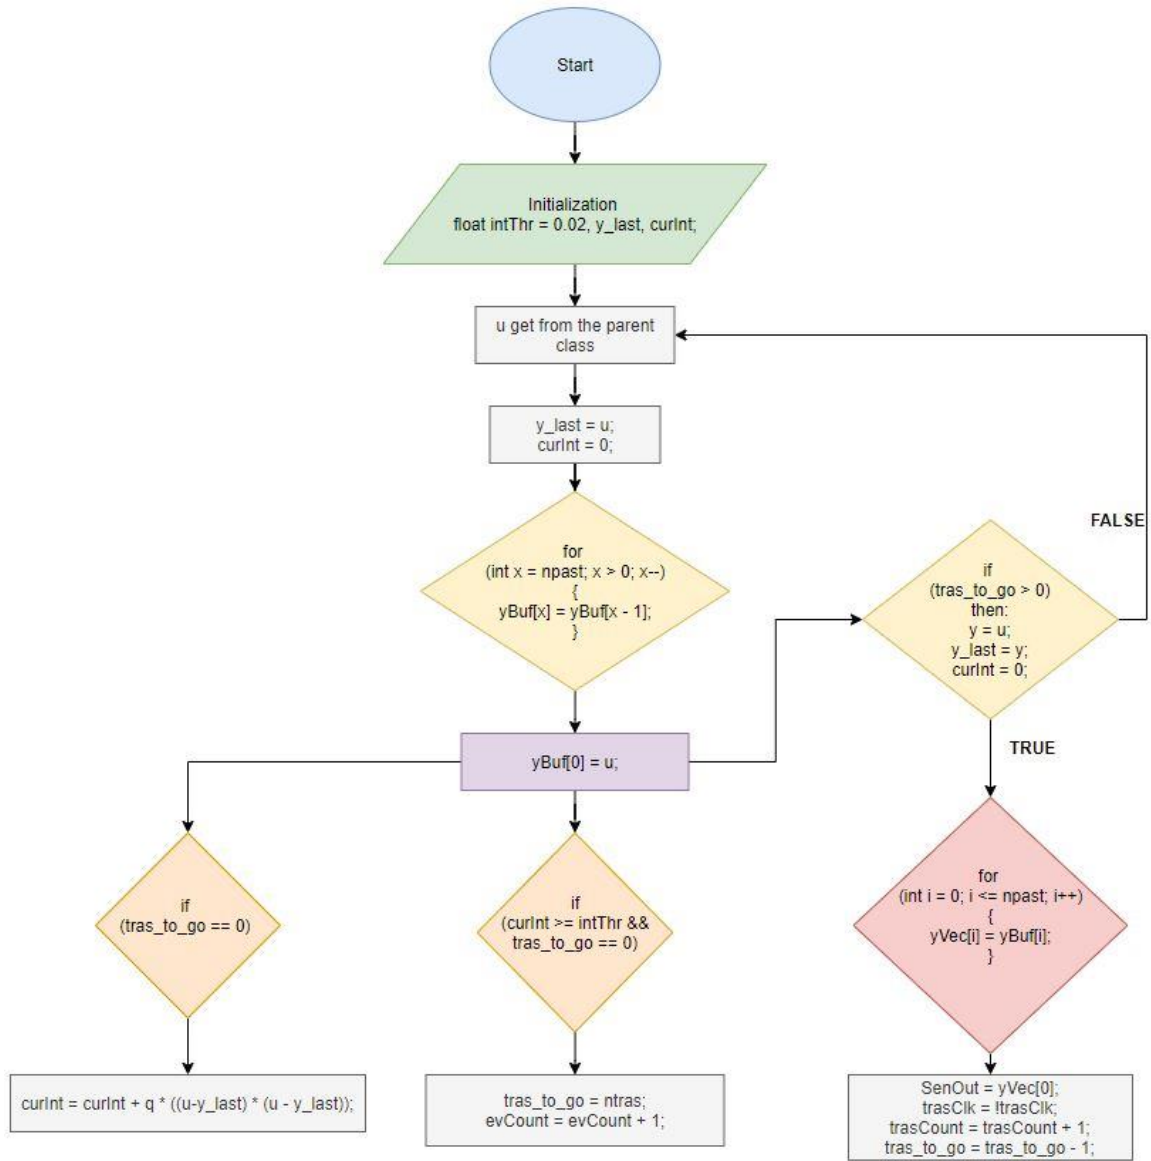 Start
Initialization
float intThr = 0.02, y_last, curInt;
u get from the parent
class
y_last = u;
curInt = 0;
for
(int x = npast; x > 0; x--)
{
yBuf[x] = yBuf[x - 1];
}
FALSE
if
(tras_to_go > 0)
then:
y = u;
y_last = y;
curInt = 0;
TRUE
yBuf[0] = u;
if
(tras_to_go == 0)
if
(curInt >= intThr &&
tras_to_go == 0)
for
(int i = 0; i <= npast; i++)
{
yVec[i] = yBuf[i];
}
curInt = curInt + q * ((u-y_last) * (u - y_last));
tras_to_go = ntras;
evCount = evCount + 1;
SenOut = yVec[0];
trasClk = !trasClk;
trasCount = trasCount + 1;
tras_to_go = tras_to_go - 1;